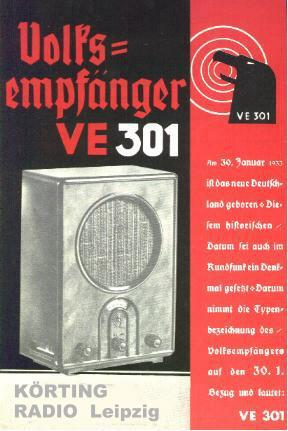 Volks=
empfänger
VE 301
VE 301
Am 30. Januar 1933
ist das neue Deutsch-
land geboren ⬥ Die-
sem historischen /
Datum sei auch im
Rundfunk ein Denk-
mal gesetzt ⬥ Darum
nimmt die Typen-
bezeichnung des /
Volksempfängers
auf den 30. 1.
Bezug und lautet:
VE 301
KÖRTING
RADIO Leipzig